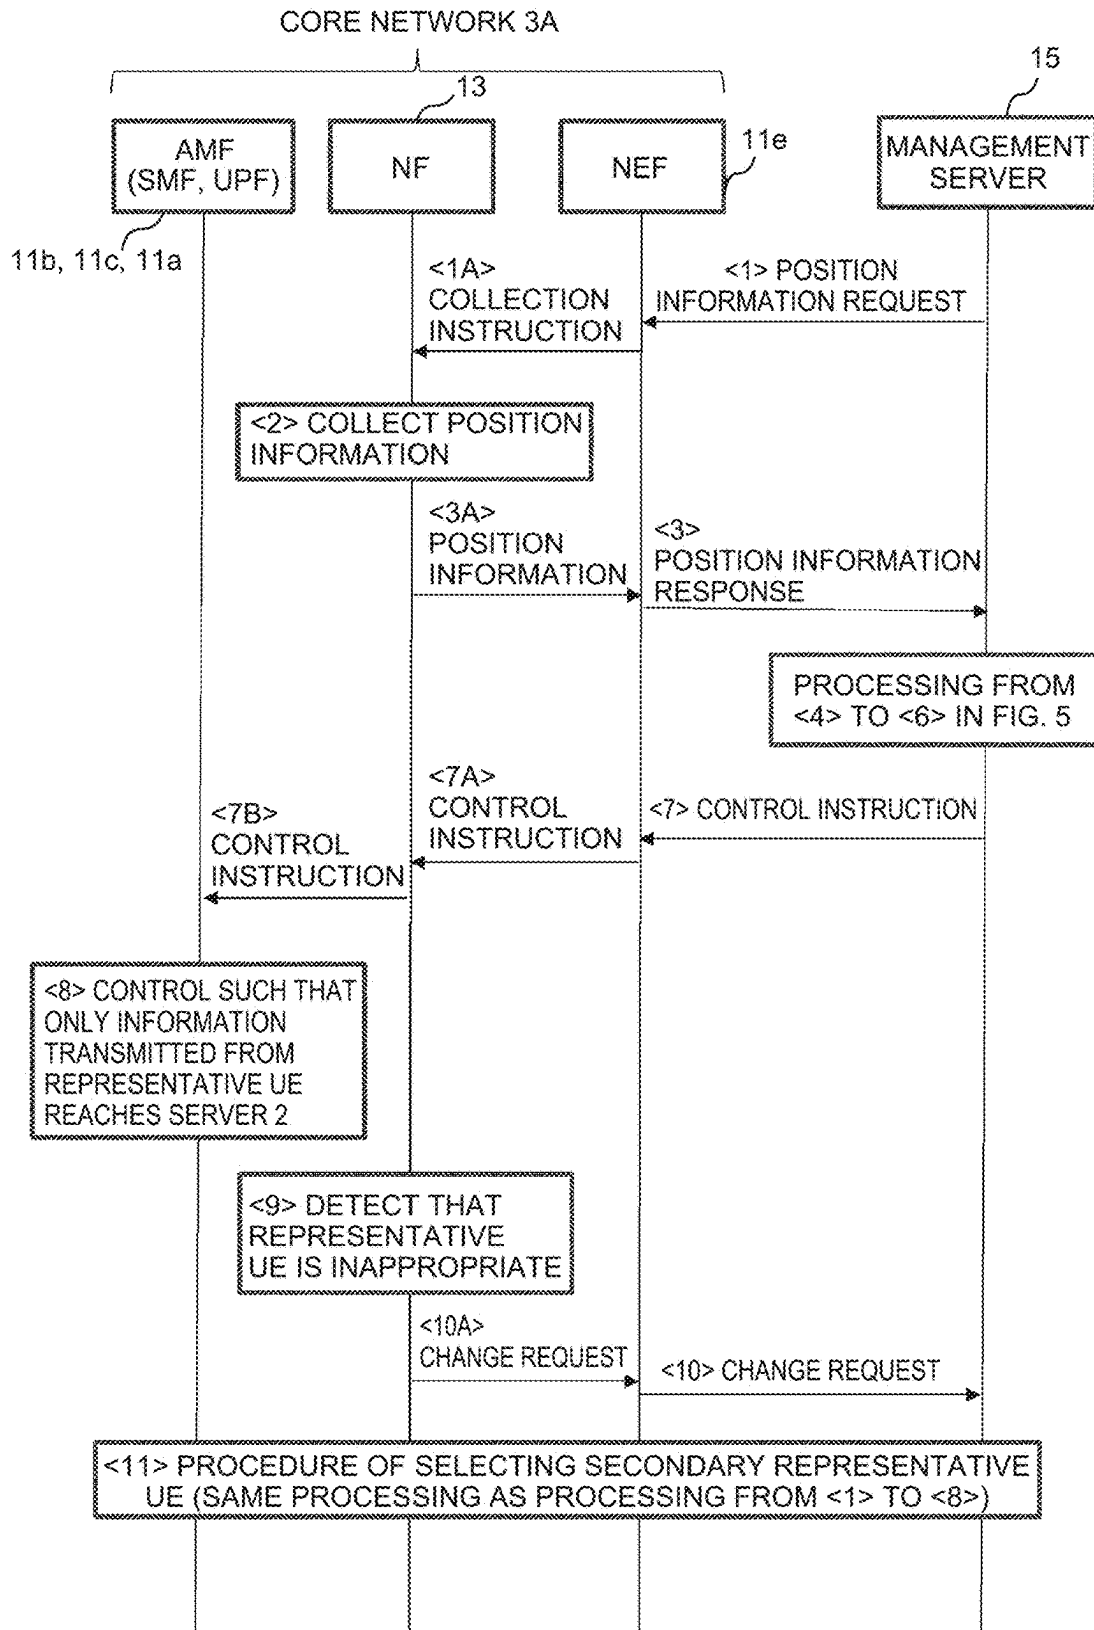 CORE NETWORK 3A
13
15
AMF
(SMF, UPF)
NF
NEF
11e
MANAGEMENT
SERVER
11b, 11c, 11a
<1A>
COLLECTION
INSTRUCTION
<1> POSITION
INFORMATION REQUEST
<2> COLLECT POSITION
INFORMATION
<3A>
POSITION
INFORMATION
<3>
POSITION INFORMATION
RESPONSE
PROCESSING FROM
<4> TO <6> IN FIG. 5
<7A>
CONTROL
INSTRUCTION
<7> CONTROL INSTRUCTION
<7B>
CONTROL
INSTRUCTION
<8> CONTROL SUCH THAT
ONLY INFORMATION
TRANSMITTED FROM
REPRESENTATIVE UE
REACHES SERVER 2
<9> DETECT THAT
REPRESENTATIVE
UE IS INAPPROPRIATE
<10A>
CHANGE REQUEST
<10> CHANGE REQUEST
<11> PROCEDURE OF SELECTING SECONDARY REPRESENTATIVE
UE (SAME PROCESSING AS PROCESSING FROM <1> TO <8>)